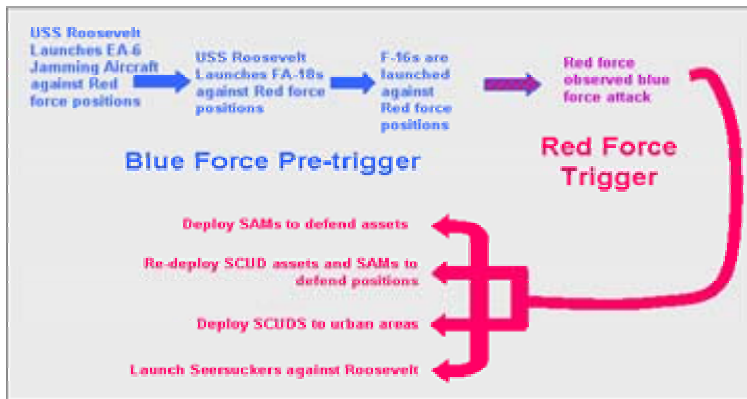 USS Roosevelt
Launches EA-6
Jamming Aircraft
against Red
force positions
USS Roosevelt
Launches FA-18s
against Red force
positions
F-16s are
launched
against
Red force
positions
Red force
observed blue
force attack
Blue Force Pre-trigger
Red Force
Trigger
Deploy SAMs to defend assets
Re-deploy SCUD assets and SAMs to
defend positions
Deploy SCUDS to urban areas
Launch Seersuckers against Roosevelt